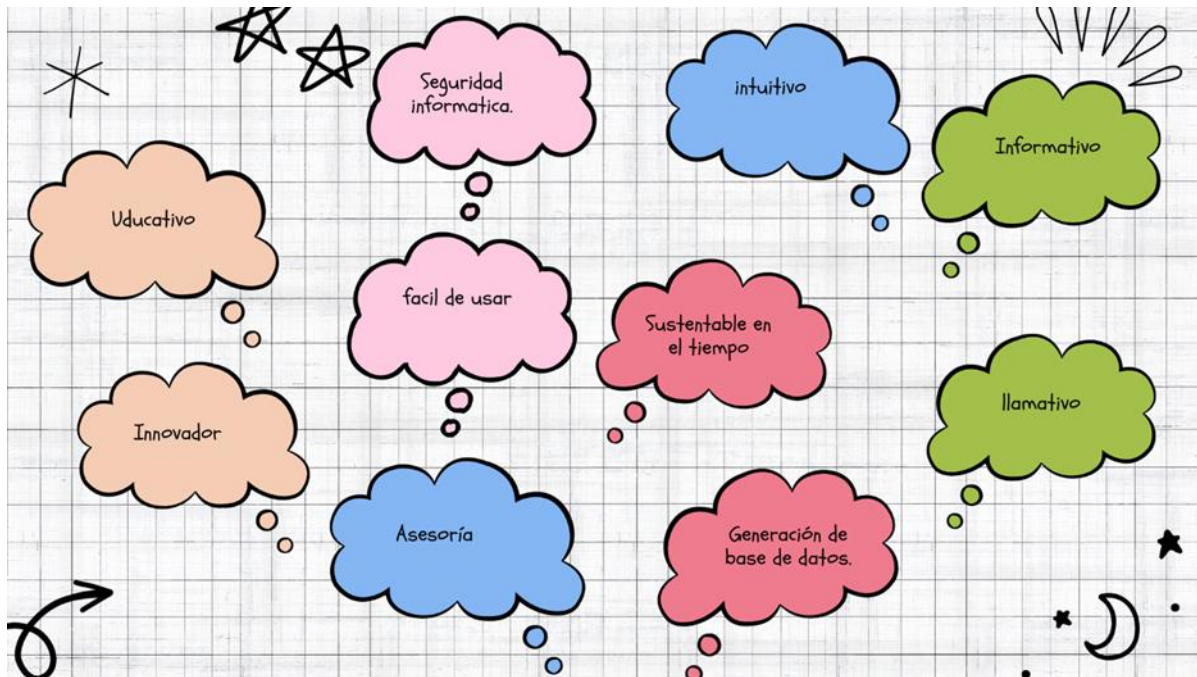 Seguridad
informatica.
intuitivo
Informativo
Uducativo
facil de usar
Sustentable en
el tiempo
llamativo
Innovador
Asesoría
Generación de
base de datos.